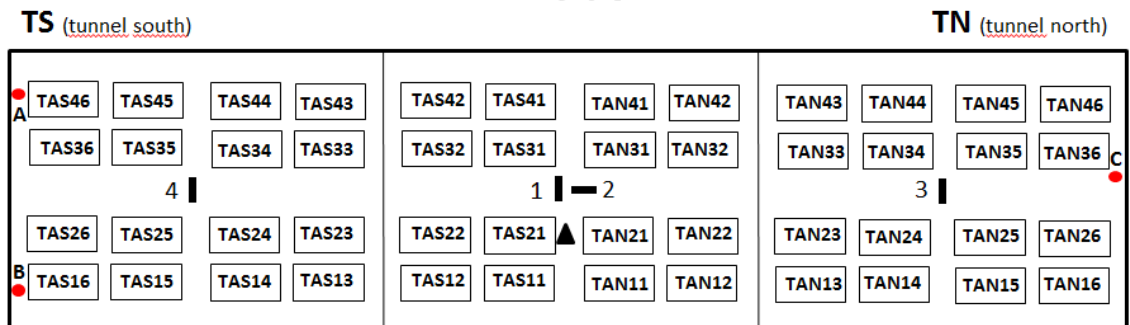 TS (tunnel south) TN (tunnel north)
TAS46 TAS45 TAS44 TAS43 TAS42 TAS41 TAN41 TAN42 TAN43 TAN44 TAN45 TAN46
A
TAS36 TAS35 TAS34 TAS33 TAS32 TAS31 TAN31 TAN32 TAN33 TAN34 TAN35 TAN36 C
4 1 2 3
TAS26 TAS25 TAS24 TAS23 TAS22 TAS21 TAN21 TAN22 TAN23 TAN24 TAN25 TAN26
B
TAS16 TAS15 TAS14 TAS13 TAS12 TAS11 TAN11 TAN12 TAN13 TAN14 TAN15 TAN16